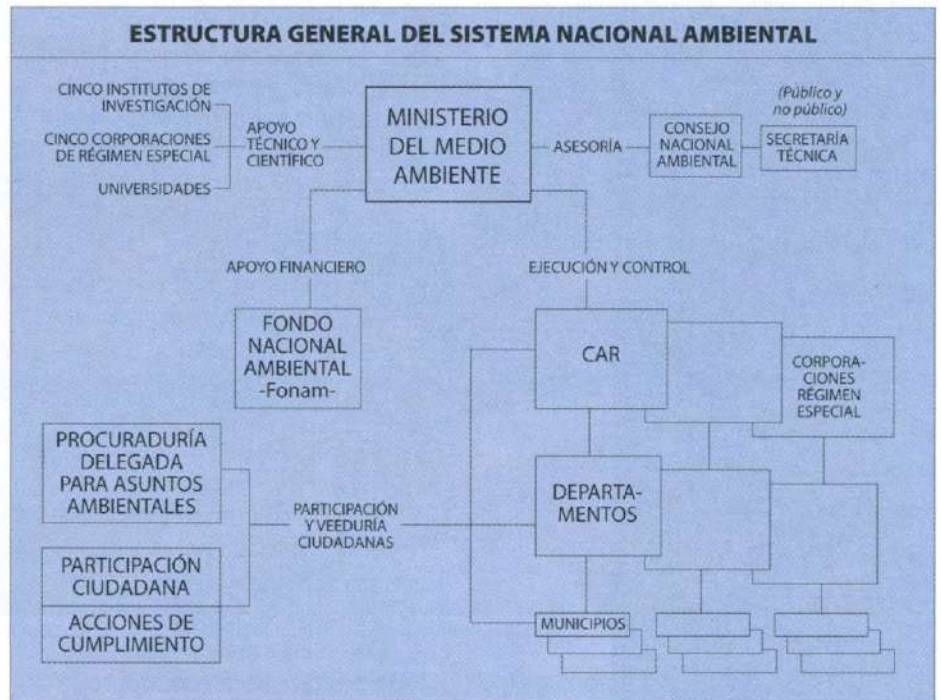 ESTRUCTURA GENERAL DEL SISTEMA NACIONAL AMBIENTAL
CINCO INSTITUTOS DE
INVESTIGACIÓN
CINCO CORPORACIONES
DE RÉGIMEN ESPECIAL
UNIVERSIDADES
APOYO
TÉCNICO Y
CIENTÍFICO
MINISTERIO
DEL MEDIO
AMBIENTE
ASESORÍA
CONSEJO
NACIONAL
AMBIENTAL
(Público y
no público)
SECRETARÍA
TÉCNICA
APOYO FINANCIERO
EJECUCIÓN Y CONTROL
FONDO
NACIONAL
AMBIENTAL
-Fonam-
CAR
CORPORA-
CIONES
RÉGIMEN
ESPECIAL
PROCURADURÍA
DELEGADA
PARA ASUNTOS
AMBIENTALES
PARTICIPACIÓN
Y VEEDURÍA
CIUDADANAS
DEPARTA-
MENTOS
PARTICIPACIÓN
CIUDADANA
ACCIONES DE
CUMPLIMIENTO
MUNICIPIOS